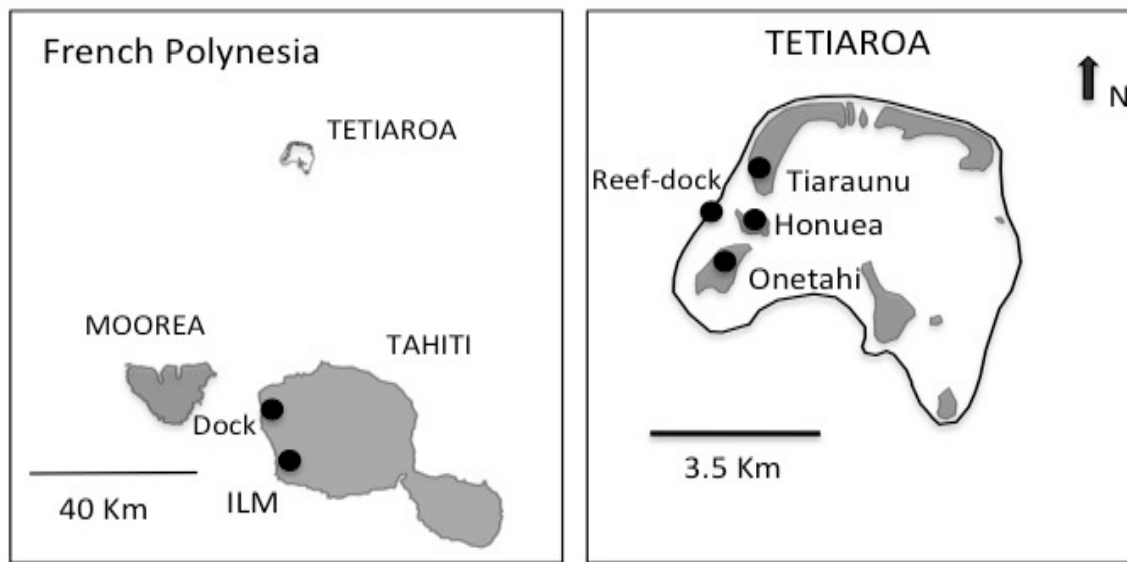 French Polynesia
TETIAROA
MOOREA
TAHITI
Dock
ILM
40 Km
TETIAROA
N
Reef-dock
Tiaraunu
Honuea
Onetahi
3.5 Km